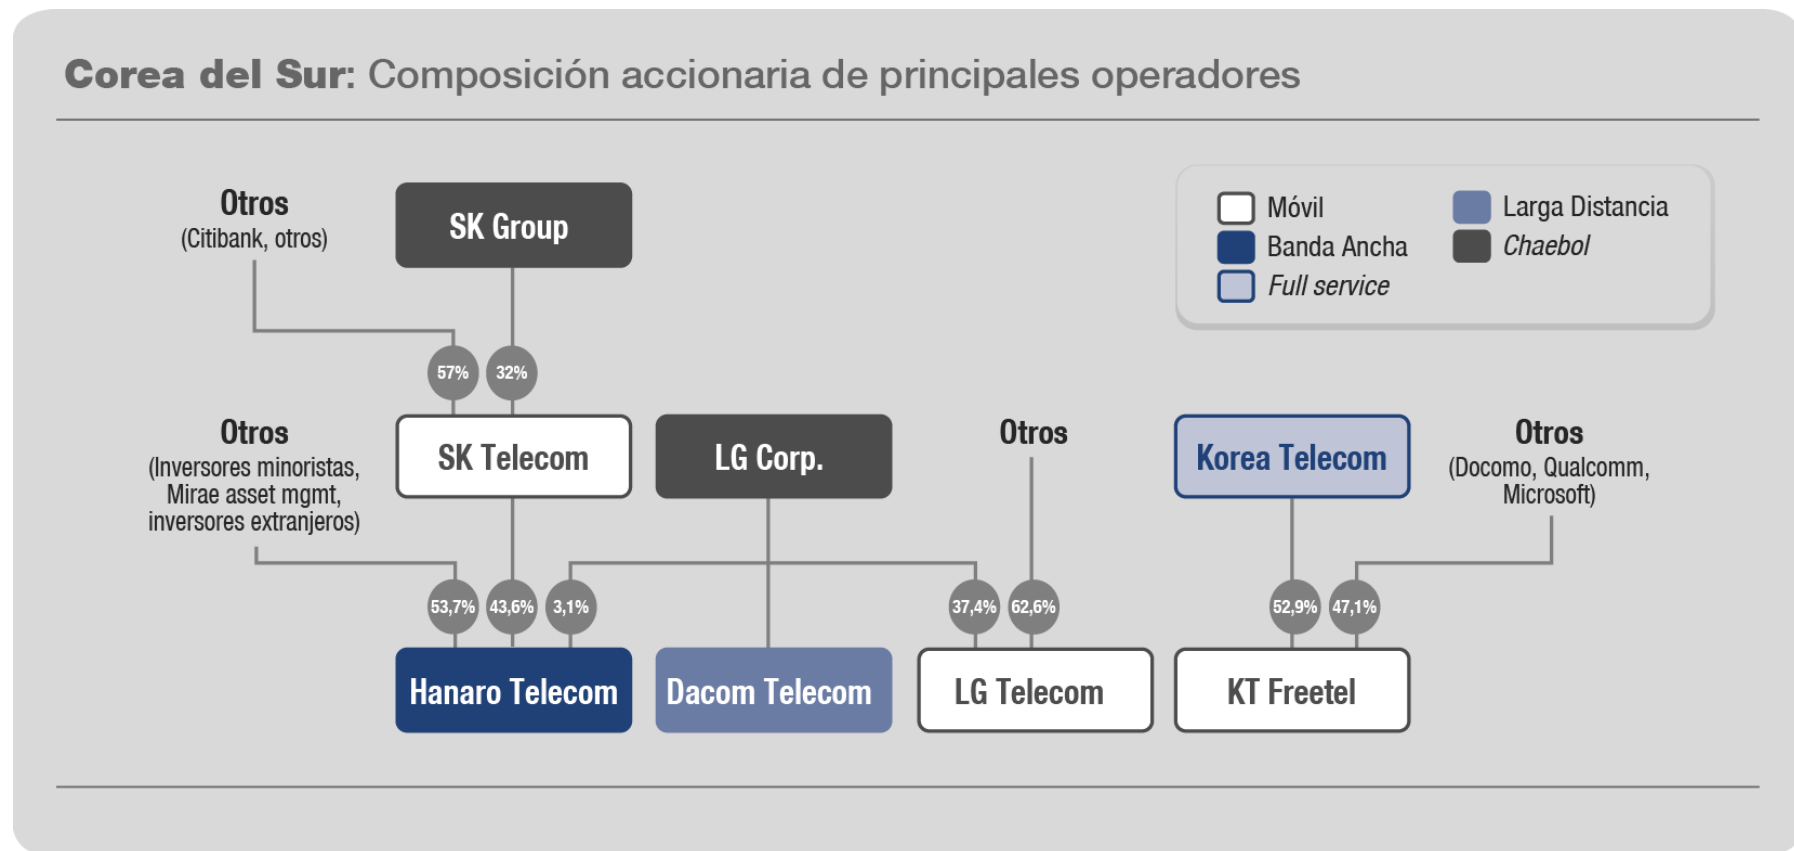 Corea del Sur: Composición accionaria de principales operadores
Otros
(Citibank, otros)
SK Group
Móvil
Larga Distancia
Banda Ancha
Chaebol
Full service
57%
32%
Otros
(Inversores minoristas,
Mirae asset mgmt,
inversores extranjeros)
SK Telecom
LG Corp.
Otros
Korea Telecom
Otros
(Docomo, Qualcomm,
Microsoft)
53,7%
43,6%
3,1%
37,4%
62,6%
52,9%
47,1%
Hanaro Telecom
Dacom Telecom
LG Telecom
KT Freetel